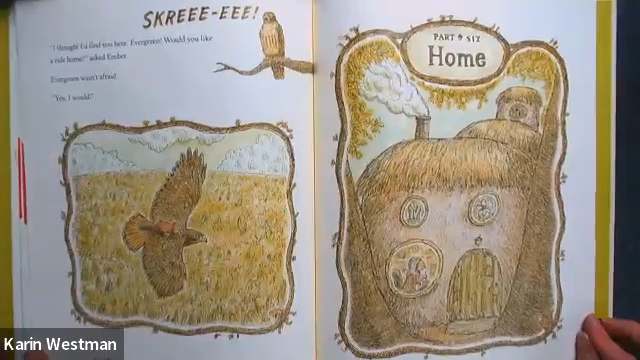 SKREEE-EEE!
"I thought I'd find you here, Evergreen! Would you like
a ride home?" asked Ember.
Evergreen wasn't afraid.
"Yes, I would!"
PART SIX
Home
Karin Westman